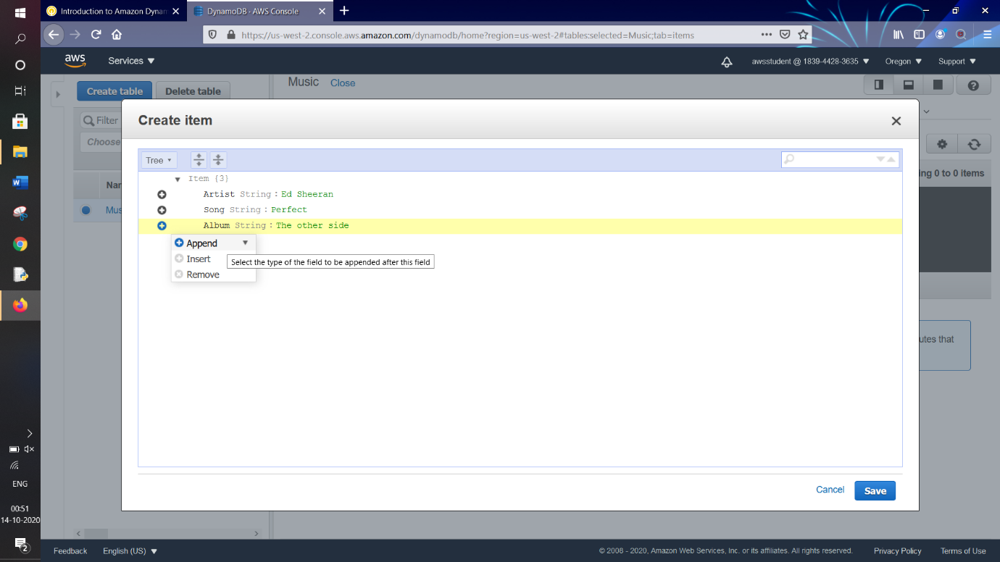 Introduction to Amazon Dynan
DynamoDB · AWS Console
https://us-west-2.console.aws.amazon.com/dynamodb/home?region=us-west-2#tables:selected=Music;tab=items
aws
Services
awsstudent @ 1839-4428-3635
Oregon
Support
Create table
Delete table
Music
Close
Filter
Choose
Nar
Mus
ing 0 to 0 items
utes that
Create item
Tree
Item {3}
Artist String : Ed Sheeran
Song String : Perfect
Album String : The other side
Append
Insert
Select the type of the field to be appended after this field
Remove
Cancel
Save
ENG
00:51
14-10-2020
2
Feedback
English (US)
© 2008 - 2020, Amazon Web Services, Inc. or its affiliates. All rights reserved.
Privacy Policy
Terms of Use